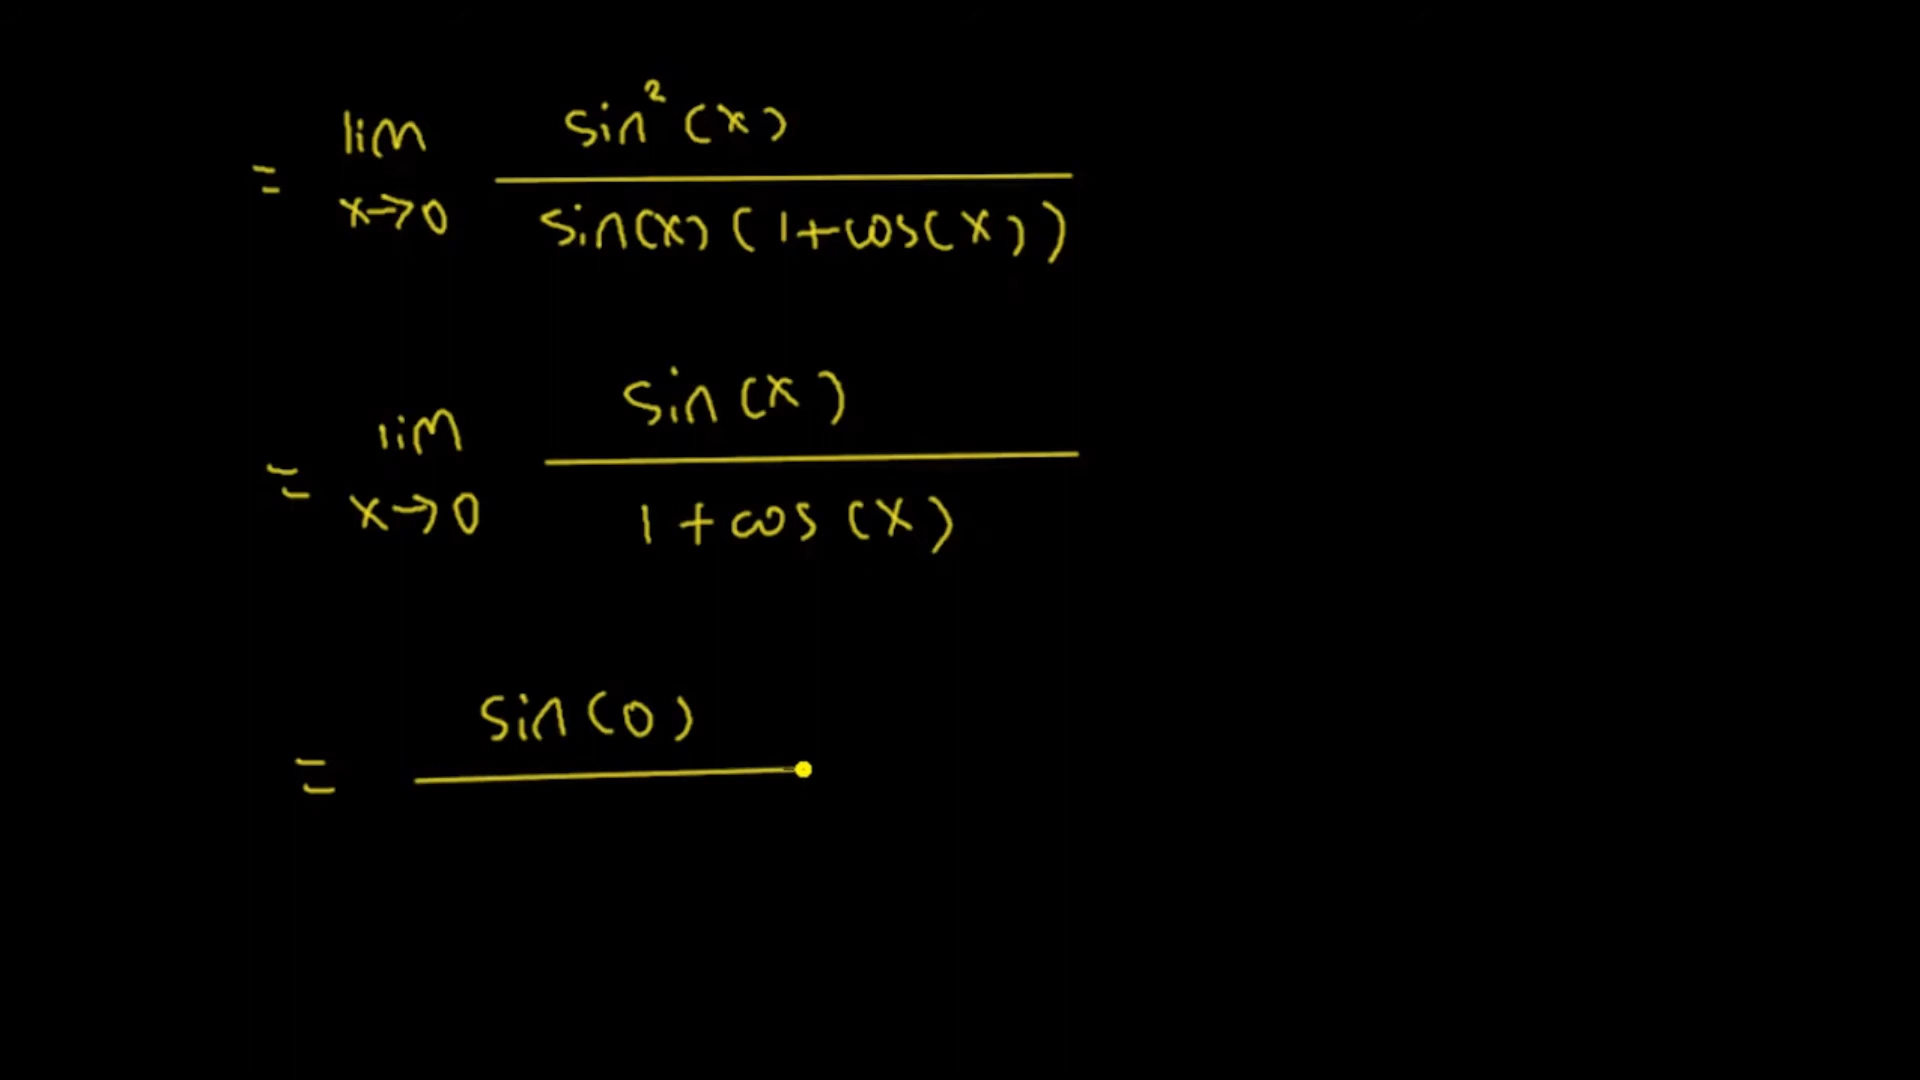 = lim x→0 sin²(x) / sin(x)(1+cos(x))
= lim x→0 sin(x) / 1+cos(x)
= sin(0)